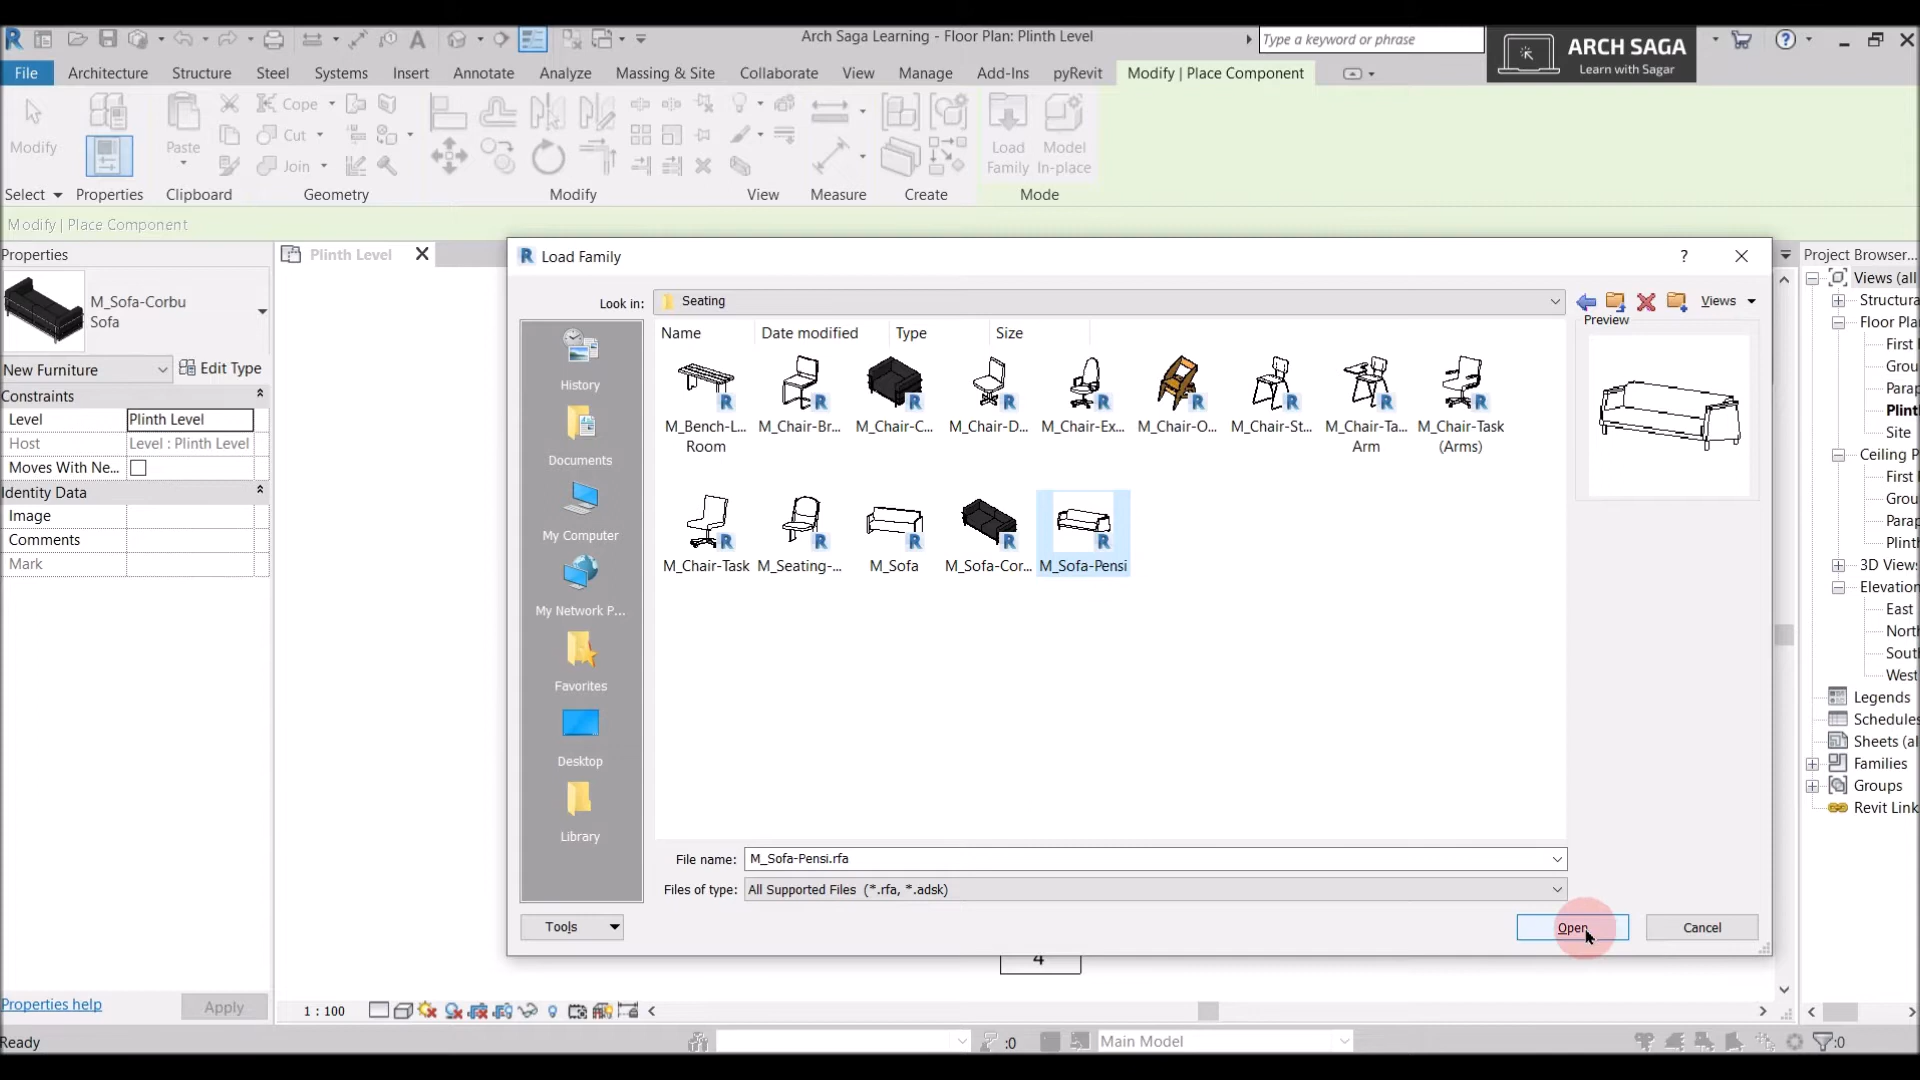 Arch Saga Learning - Floor Plan: Plinth Level
Type a keyword or phrase
ARCH SAGA
Learn with Sagar
File Architecture Structure Steel Systems Insert Annotate Analyze Massing & Site Collaborate View Manage Add-Ins pyRevit Modify | Place Component
Modify
Paste
Cope
Cut
Join
Load
Family
Model
In-place
Select Properties Clipboard Geometry Modify View Measure Create Mode
Modify | Place Component
Properties
M_Sofa-Corbu
Sofa
New Furniture Edit Type
Constraints
Level Plinth Level
Host Level : Plinth Level
Moves With Ne...
Identity Data
Image
Comments
Mark
Properties help Apply
Plinth Level
Load Family ?
Look in: Seating Views
History
Documents
My Computer
My Network P...
Favorites
Desktop
Library
Name Date modified Type Size
M_Bench-L...
Room
M_Chair-Br...
M_Chair-C...
M_Chair-D...
M_Chair-Ex...
M_Chair-O...
M_Chair-St...
M_Chair-Ta...
Arm
M_Chair-Task
(Arms)
M_Chair-Task
M_Seating-...
M_Sofa
M_Sofa-Cor...
M_Sofa-Pensi
Preview
File name: M_Sofa-Pensi.rfa
Files of type: All Supported Files (*.rfa, *.adsk)
Tools Open Cancel
4
Project Browser...
Views (all
Structura
Floor Pla
First
Grou
Parap
Plinth
Site
Ceiling P
First
Grou
Parap
Plinth
3D Views
Elevation
East
North
South
West
Legends
Schedules
Sheets (al
Families
Groups
Revit Link
1 : 100
Ready :0 Main Model :0